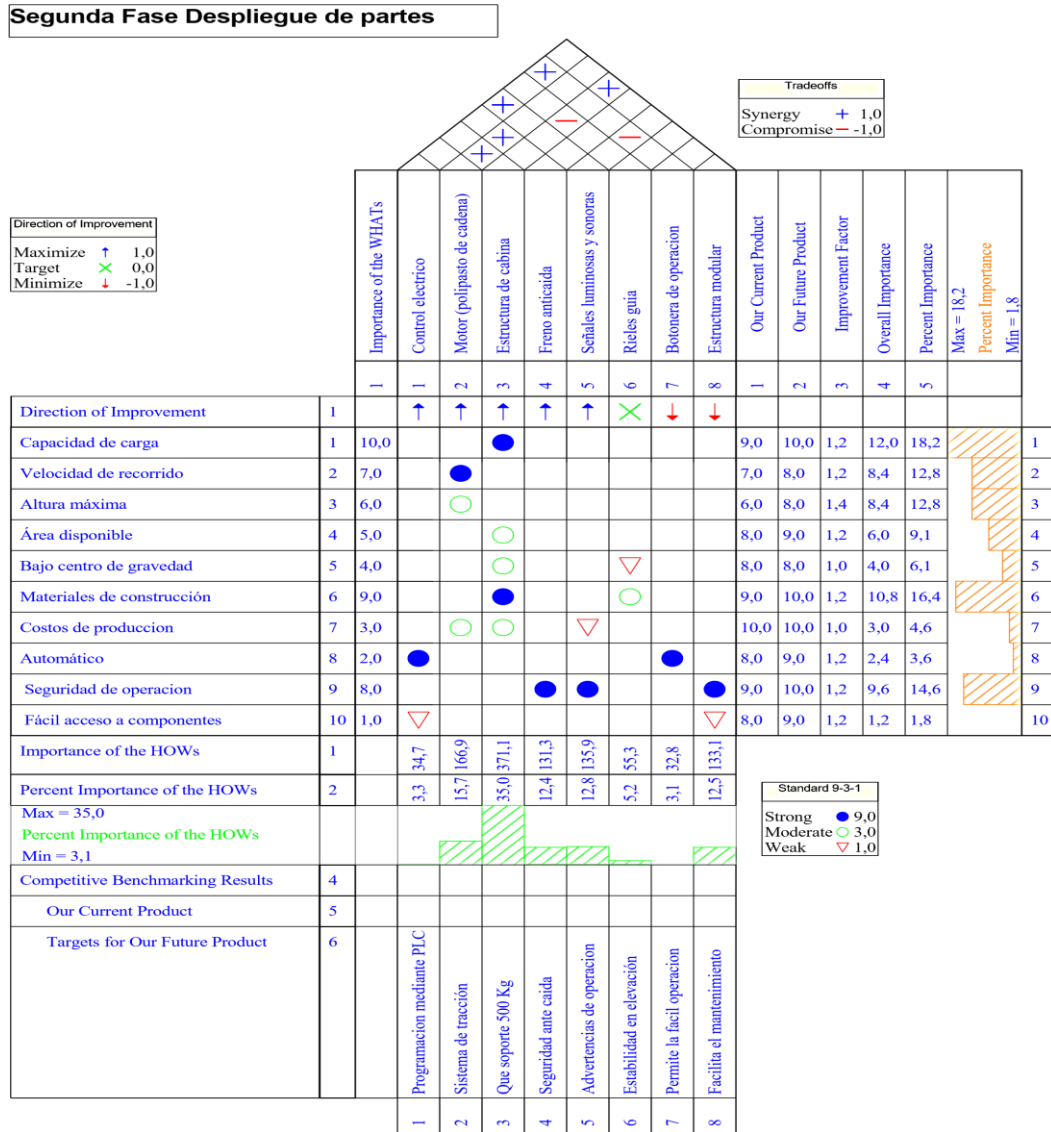 Segunda Fase Despliegue de partes
Tradeoffs
Synergy + 1,0
Compromise − -1,0
Direction of Improvement
Maximize ↑ 1,0
Target × 0,0
Minimize ↓ -1,0
Importance of the WHATs
Control electrico
Motor (polipasto de cadena)
Estructura de cabina
Freno anticaida
Señales luminosas y sonoras
Rieles guia
Botonera de operacion
Estructura modular
Our Current Product
Our Future Product
Improvement Factor
Overall Importance
Percent Importance
Max = 18,2
Percent Importance
Min = 1,8
1 1 2 3 4 5 6 7 8 1 2 3 4 5
Direction of Improvement 1 ↑ ↑ ↑ ↑ ↑ × ↓ ↓
Capacidad de carga 1 10,0 9,0 10,0 1,2 12,0 18,2 1
Velocidad de recorrido 2 7,0 7,0 8,0 1,2 8,4 12,8 2
Altura máxima 3 6,0 6,0 8,0 1,4 8,4 12,8 3
Área disponible 4 5,0 8,0 9,0 1,2 6,0 9,1 4
Bajo centro de gravedad 5 4,0 8,0 8,0 1,0 4,0 6,1 5
Materiales de construcción 6 9,0 9,0 10,0 1,2 10,8 16,4 6
Costos de produccion 7 3,0 10,0 10,0 1,0 3,0 4,6 7
Automático 8 2,0 8,0 9,0 1,2 2,4 3,6 8
Seguridad de operacion 9 8,0 9,0 10,0 1,2 9,6 14,6 9
Fácil acceso a componentes 10 1,0 8,0 9,0 1,2 1,2 1,8 10
Importance of the HOWs 1 34,7 166,9 371,1 131,3 135,9 55,3 32,8 133,1
Percent Importance of the HOWs 2 3,3 15,7 35,0 12,4 12,8 5,2 3,1 12,5
Max = 35,0
Percent Importance of the HOWs
Min = 3,1
Standard 9-3-1
Strong 9,0
Moderate 3,0
Weak 1,0
Competitive Benchmarking Results 4
Our Current Product 5
Targets for Our Future Product 6
Programacion mediante PLC
Sistema de tracción
Que soporte 500 Kg
Seguridad ante caida
Advertencias de operacion
Estabilidad en elevación
Permite la facil operacion
Facilita el mantenimiento
1 2 3 4 5 6 7 8